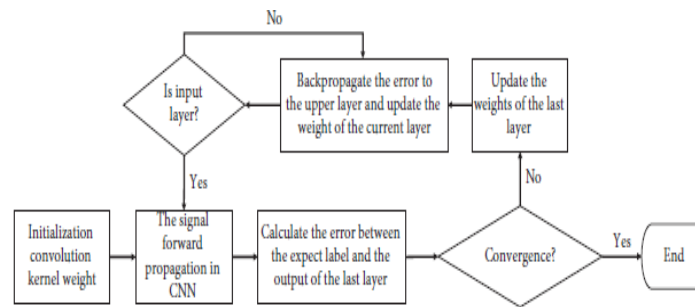 No
Is input
layer?
Backpropagate the error to
the upper layer and update the
weight of the current layer
Update the
weights of the last
layer
Yes
No
Initialization
convolution
kernel weight
The signal
forward
propagation in
CNN
Calculate the error between
the expect label and the
output of the last layer
Convergence?
Yes
End